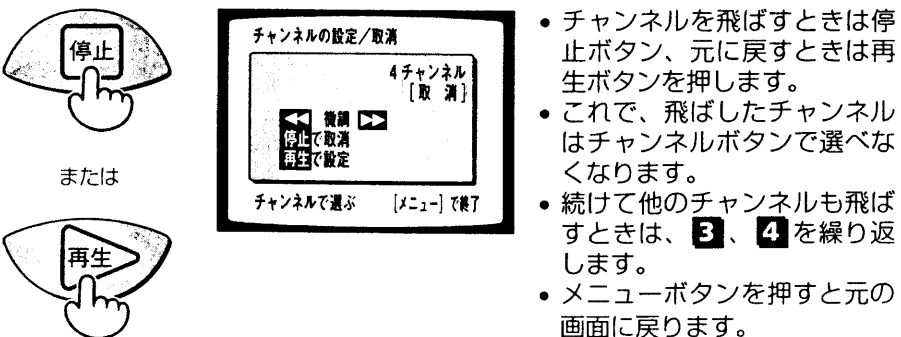 停止
または
再生
チャンネルの設定/取消
4チャンネル
[取 消]
◀◀ 微調 ▶▶
停止で取消
再生で設定
チャンネルで選ぶ [メニュー]で終了
• チャンネルを飛ばすときは停
止ボタン、元に戻すときは再
生ボタンを押します。
• これで、飛ばしたチャンネル
はチャンネルボタンで選べな
くなります。
• 続けて他のチャンネルも飛ば
すときは、3、4を繰り返
します。
• メニューボタンを押すと元の
画面に戻ります。